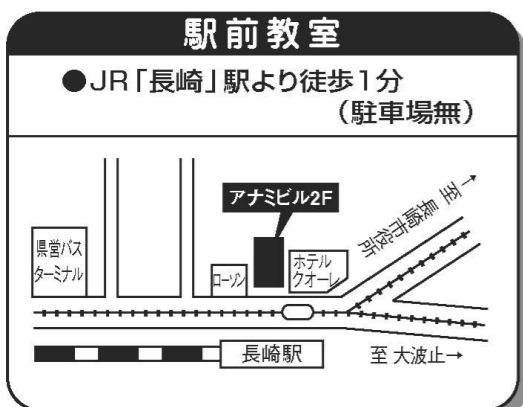 駅前教室
●JR「長崎」駅より徒歩1分
（駐車場無）
アナミビル2F
至 長崎市役所→
県営バス
ターミナル
ローソン
ホテル
クオーレ
長崎駅
至 大波止→